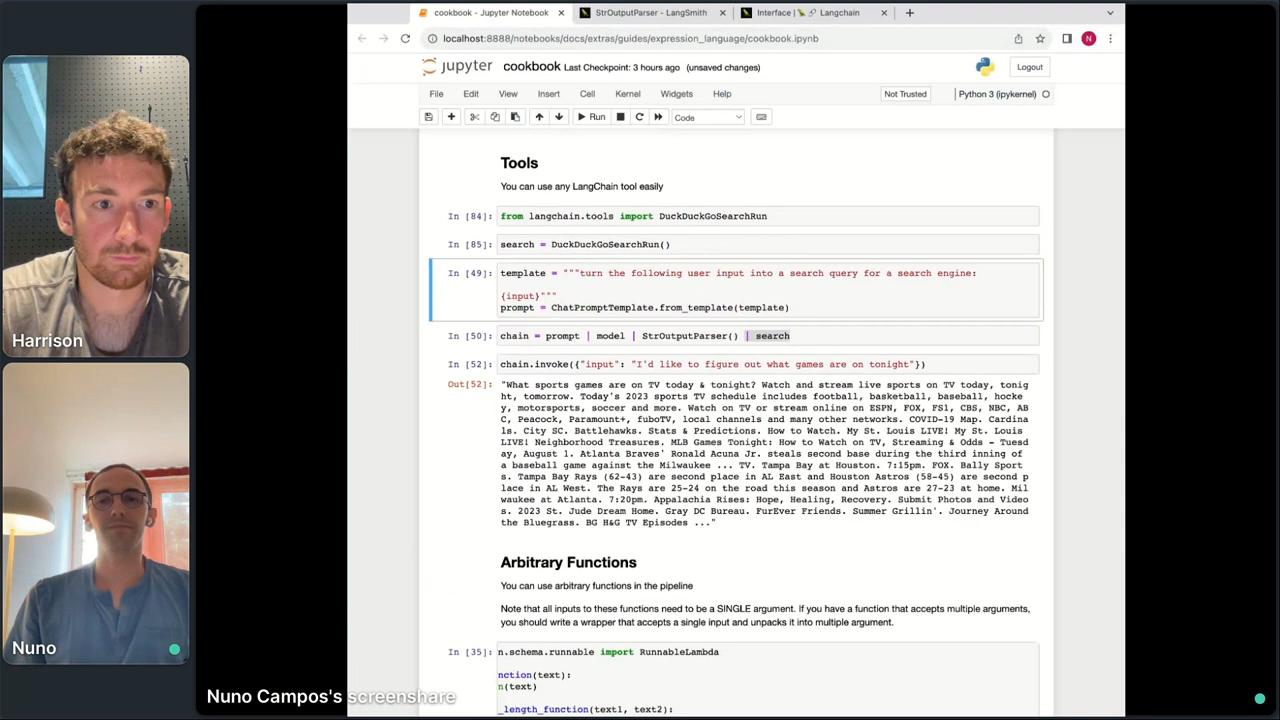 cookbook - Jupyter Notebook
StrOutputParser - LangSmith
Interface | 🦜️🔗 Langchain
localhost:8888/notebooks/docs/extras/guides/expression_language/cookbook.ipynb
N
jupyter cookbook Last Checkpoint: 3 hours ago (unsaved changes)
Logout
File Edit View Insert Cell Kernel Widgets Help
Not Trusted
Python 3 (ipykernel)
Run
Code
Tools
You can use any LangChain tool easily
In [84]: from langchain.tools import DuckDuckGoSearchRun
In [85]: search = DuckDuckGoSearchRun()
In [49]: template = """turn the following user input into a search query for a search engine:
{input}"""
prompt = ChatPromptTemplate.from_template(template)
In [50]: chain = prompt | model | StrOutputParser() | search
In [52]: chain.invoke({"input": "I'd like to figure out what games are on tonight"})
Out[52]: "What sports games are on TV today & tonight? Watch and stream live sports on TV today, tonig
ht, tomorrow. Today's 2023 sports TV schedule includes football, basketball, baseball, hocke
y, motorsports, soccer and more. Watch on TV or stream online on ESPN, FOX, FS1, CBS, NBC, AB
C, Peacock, Paramount+, fuboTV, local channels and many other networks. COVID-19 Map. Cardina
ls. City SC. Battlehawks. Stats & Predictions. How to Watch. My St. Louis LIVE! My St. Louis
LIVE! Neighborhood Treasures. MLB Games Tonight: How to Watch on TV, Streaming & Odds - Tuesd
ay, August 1. Atlanta Braves' Ronald Acuna Jr. steals second base during the third inning of
a baseball game against the Milwaukee ... TV. Tampa Bay at Houston. 7:15pm. FOX. Bally Sport
s. Tampa Bay Rays (62-43) are second place in AL East and Houston Astros (58-45) are second p
lace in AL West. The Rays are 25-24 on the road this season and Astros are 27-23 at home. Mil
waukee at Atlanta. 7:20pm. Appalachia Rises: Hope, Healing, Recovery. Submit Photos and Video
s. 2023 St. Jude Dream Home. Gray DC Bureau. FurEver Friends. Summer Grillin'. Journey Around
the Bluegrass. BG H&G TV Episodes ..."
Arbitrary Functions
You can use arbitrary functions in the pipeline
Note that all inputs to these functions need to be a SINGLE argument. If you have a function that accepts multiple arguments,
you should write a wrapper that accepts a single input and unpacks it into multiple argument.
In [35]: n.schema.runnable import RunnableLambda
nction(text):
n(text)
_length_function(text1, text2):
Harrison
Nuno
Nuno Campos's screenshare